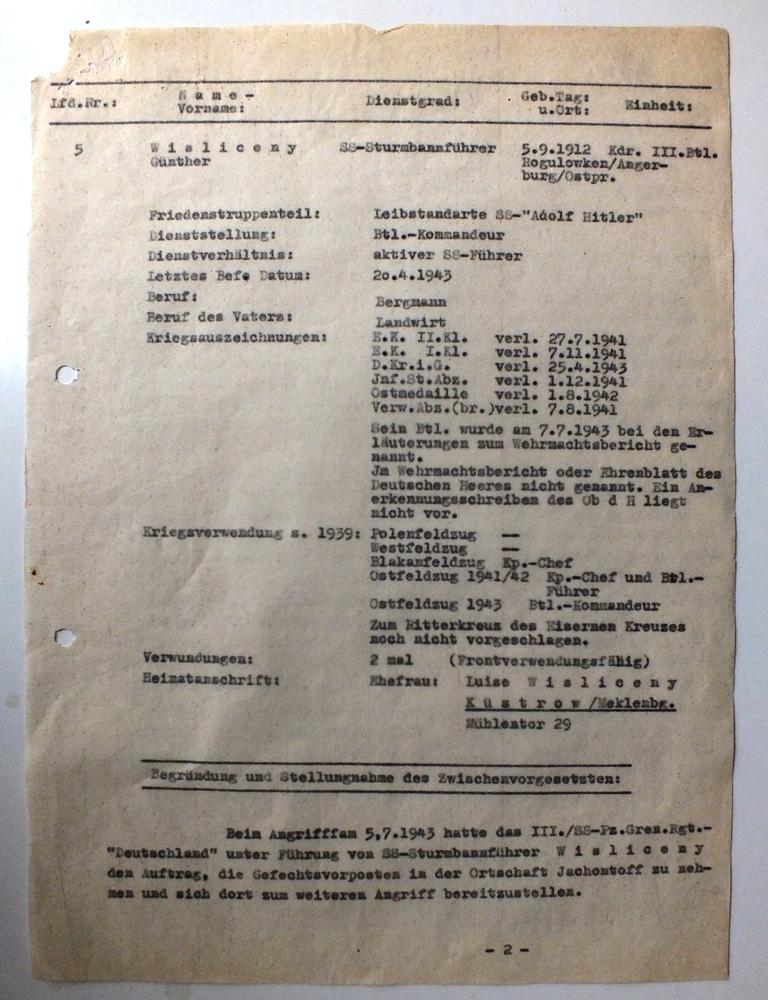 Lfd.Nr.: N a m e - Vorname: Dienstgrad: Geb.Tag: u.Ort: Einheit:
5 W i s l i c e n y SS-Sturmbannführer 5.9.1912 Kdr. III.Btl.
Günther Rogulowken/Anger-
burg/Ostpr.
Friedenstruppenteil: Leibstandarte SS-"Adolf Hitler"
Dienststellung: Btl.-Kommandeur
Dienstverhältnis: aktiver SS-Führer
Letztes Befe Datum: 2o.4.1943
Beruf: Bergmann
Beruf des Vaters: Landwirt
Kriegsauszeichnungen: E.K. II.Kl. verl. 27.7.1941
E.K. I.Kl. verl. 7.11.1941
D.Kr.i.G. verl. 25.4.1943
Jnf.St.Abz. verl. 1.12.1941
Ostmedaille verl. 1.8.1942
Verw.Abz.(br.)verl. 7.8.1941
Sein Btl. wurde am 7.7.1943 bei den Er-
läuterungen zum Wehrmachtsbericht ge-
nannt.
Jm Wehrmachtsbericht oder Ehrenblatt des
Deutschen Heeres nicht genannt. Ein An-
erkennungsschreiben des Ob d H liegt
nicht vor.
Kriegsverwendung s. 1939: Polenfeldzug —
Westfeldzug —
Blakanfeldzug Kp.-Chef
Ostfeldzug 1941/42 Kp.-Chef und Btl.-
Führer
Ostfeldzug 1943 Btl.-Kommandeur
Zum Ritterkreuz des Eisernen Kreuzes
noch nicht vorgeschlagen.
Verwundungen: 2 mal (Frontverwendungsfähig)
Heimatanschrift: Ehefrau: Luise W i s l i c e n y
K ü s t r o w /Meklenbg.
Mühlentor 29
Begründung und Stellungnahme des Zwischenvorgesetzten:
Beim Angrifffam 5,7.1943 hatte das III./SS-Pz.Gren.Rgt.-
"Deutschland" unter Führung von SS-Sturmbannführer W i s l i c e n y
den Auftrag, die Gefechtsvorposten in der Ortschaft Jachontoff zu neh-
men und sich dort zum weiteren Angriff bereitzustellen.
- 2 -